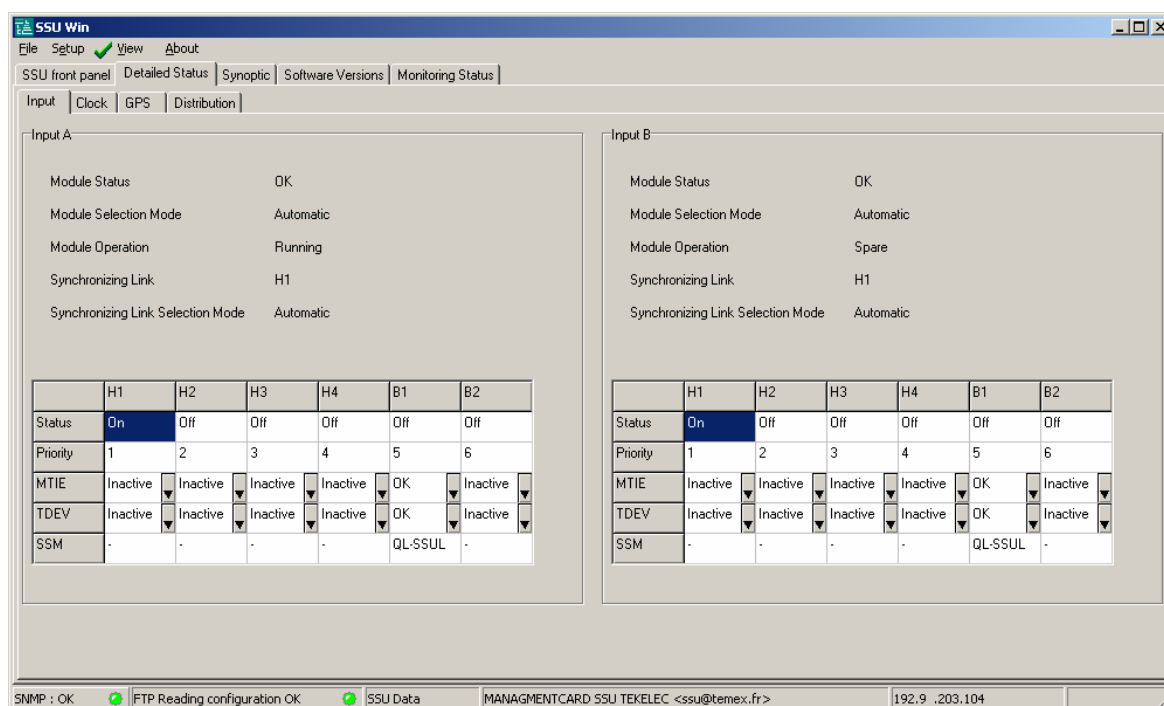 SSU Win
File Setup View About
SSU front panel Detailed Status Synoptic Software Versions Monitoring Status
Input Clock GPS Distribution
Input A
Module Status OK
Module Selection Mode Automatic
Module Operation Running
Synchronizing Link H1
Synchronizing Link Selection Mode Automatic
H1 H2 H3 H4 B1 B2
Status On Off Off Off Off Off
Priority 1 2 3 4 5 6
MTIE Inactive Inactive Inactive Inactive OK Inactive
TDEV Inactive Inactive Inactive Inactive OK Inactive
SSM - - - - QL-SSUL -
Input B
Module Status OK
Module Selection Mode Automatic
Module Operation Spare
Synchronizing Link H1
Synchronizing Link Selection Mode Automatic
H1 H2 H3 H4 B1 B2
Status On Off Off Off Off Off
Priority 1 2 3 4 5 6
MTIE Inactive Inactive Inactive Inactive OK Inactive
TDEV Inactive Inactive Inactive Inactive OK Inactive
SSM - - - - QL-SSUL -
SNMP : OK FTP Reading configuration OK SSU Data MANAGMENTCARD SSU TEKELEC <ssu@temex.fr> 192.9 .203.104